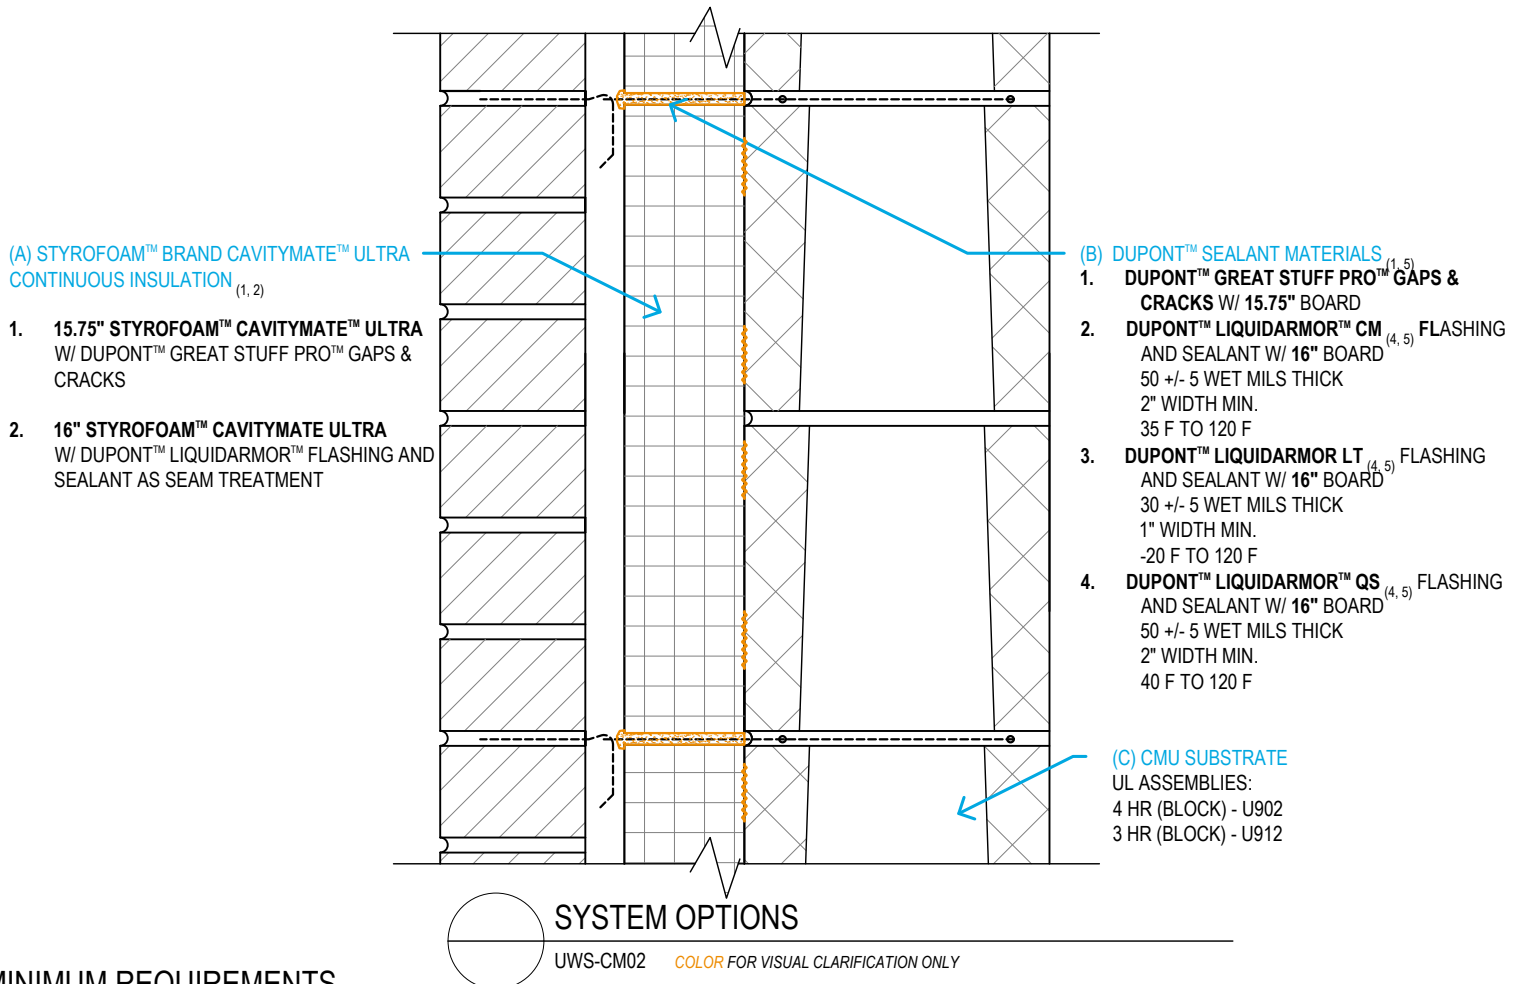 (A) STYROFOAM™ BRAND CAVITYMATE™ ULTRA
CONTINUOUS INSULATION (1, 2)
1. 15.75" STYROFOAM™ CAVITYMATE™ ULTRA
W/ DUPONT™ GREAT STUFF PRO™ GAPS &
CRACKS
2. 16" STYROFOAM™ CAVITYMATE ULTRA
W/ DUPONT™ LIQUIDARMOR™ FLASHING AND
SEALANT AS SEAM TREATMENT
(B) DUPONT™ SEALANT MATERIALS (1, 5)
1. DUPONT™ GREAT STUFF PRO™ GAPS &
CRACKS W/ 15.75" BOARD
2. DUPONT™ LIQUIDARMOR™ CM (4, 5) FLASHING
AND SEALANT W/ 16" BOARD
50 +/- 5 WET MILS THICK
2" WIDTH MIN.
35 F TO 120 F
3. DUPONT™ LIQUIDARMOR LT (4, 5) FLASHING
AND SEALANT W/ 16" BOARD
30 +/- 5 WET MILS THICK
1" WIDTH MIN.
-20 F TO 120 F
4. DUPONT™ LIQUIDARMOR™ QS (4, 5) FLASHING
AND SEALANT W/ 16" BOARD
50 +/- 5 WET MILS THICK
2" WIDTH MIN.
40 F TO 120 F
(C) CMU SUBSTRATE
UL ASSEMBLIES:
4 HR (BLOCK) - U902
3 HR (BLOCK) - U912
SYSTEM OPTIONS
UWS-CM02 COLOR FOR VISUAL CLARIFICATION ONLY
MINIMUM REQUIREMENTS